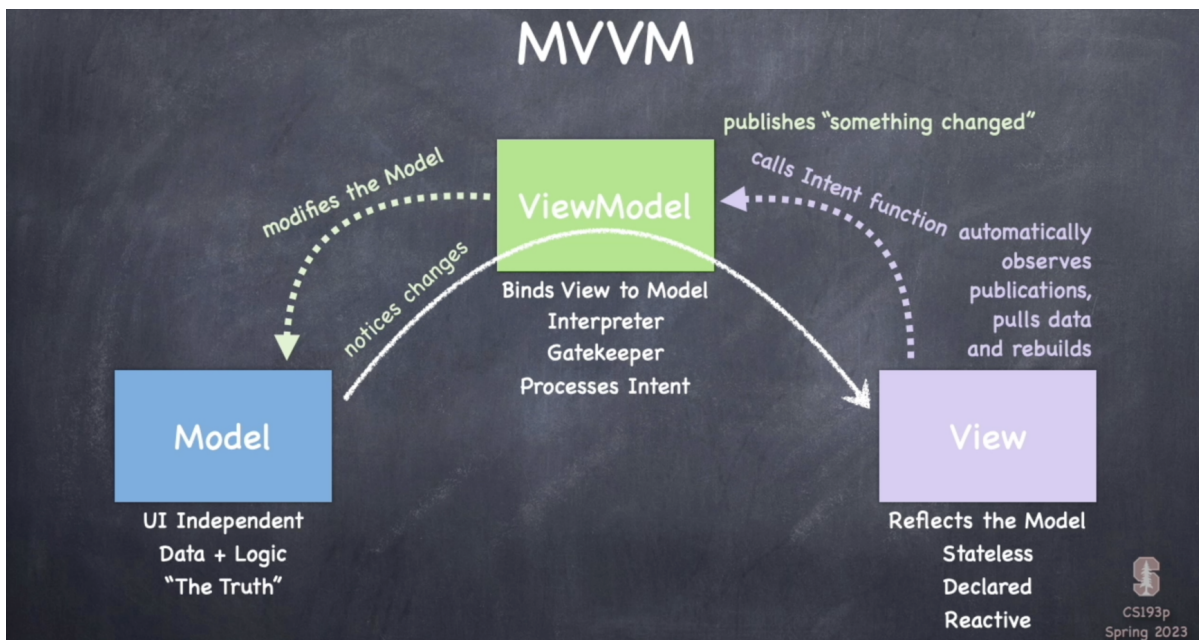 MVVM
publishes “something changed”
modifies the Model
ViewModel
calls Intent function
automatically
observes
publications,
pulls data
and rebuilds
notices changes
Binds View to Model
Interpreter
Gatekeeper
Processes Intent
Model
View
UI Independent
Data + Logic
“The Truth”
Reflects the Model
Stateless
Declared
Reactive
S
CS193p
Spring 2023